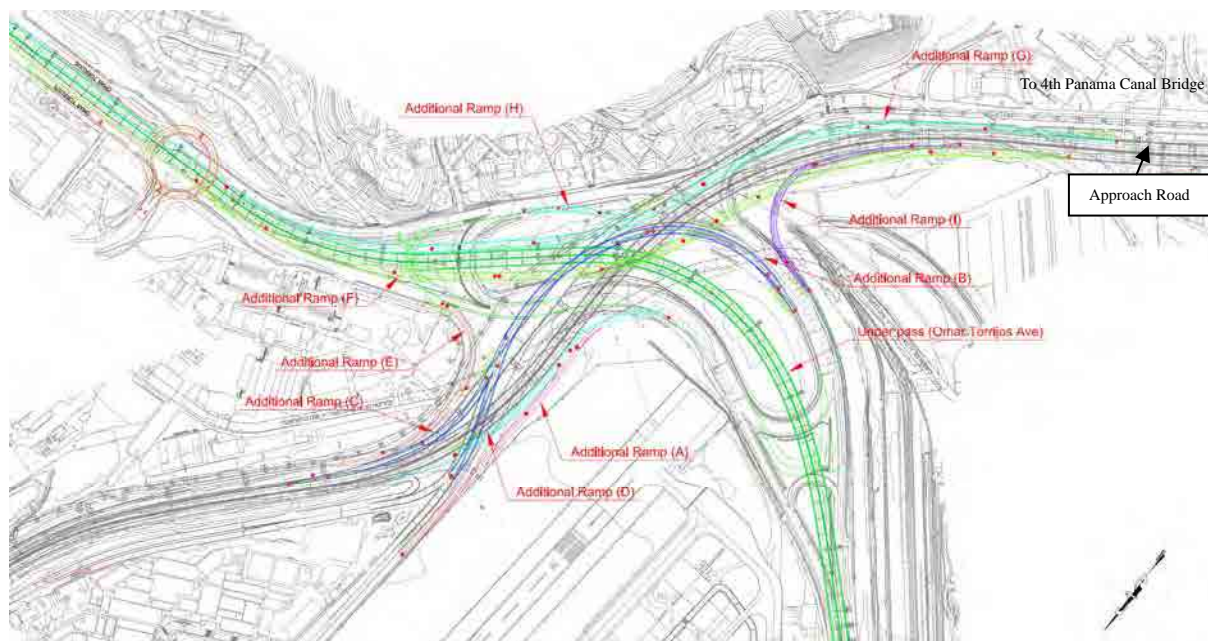 Additional Ramp (G)
To 4th Panama Canal Bridge
Additional Ramp (H)
Approach Road
Additional Ramp (I)
Additional Ramp (B)
Additional Ramp (F)
Under pass (Omar Torrijos Ave)
Additional Ramp (E)
Additional Ramp (C)
Additional Ramp (A)
Additional Ramp (D)